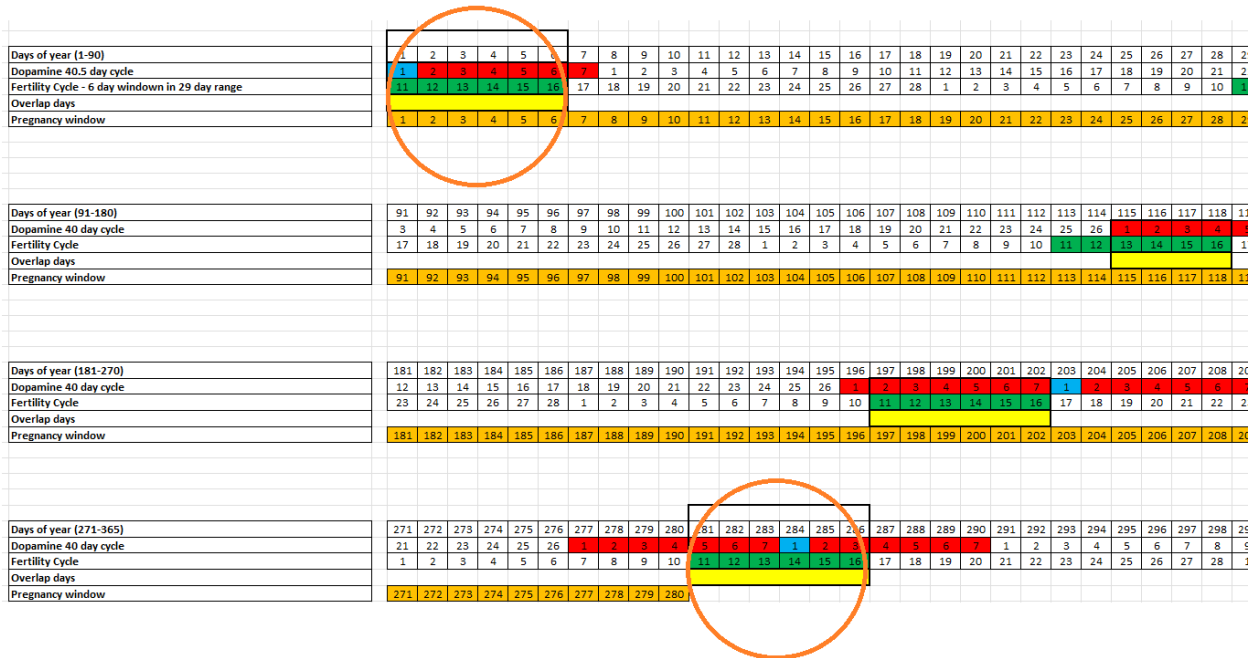 Days of year (1-90) 1 2 3 4 5 6 7 8 9 10 11 12 13 14 15 16 17 18 19 20 21 22 23 24 25 26 27 28
Dopamine 40.5 day cycle 1 2 3 4 5 6 7 1 2 3 4 5 6 7 8 9 10 11 12 13 14 15 16 17 18 19 20 21
Fertility Cycle - 6 day windown in 29 day range 11 12 13 14 15 16 17 18 19 20 21 22 23 24 25 26 27 28 1 2 3 4 5 6 7 8 9 10
Overlap days
Pregnancy window 1 2 3 4 5 6 7 8 9 10 11 12 13 14 15 16 17 18 19 20 21 22 23 24 25 26 27 28
Days of year (91-180) 91 92 93 94 95 96 97 98 99 100 101 102 103 104 105 106 107 108 109 110 111 112 113 114 115 116 117 118
Dopamine 40 day cycle 3 4 5 6 7 8 9 10 11 12 13 14 15 16 17 18 19 20 21 22 23 24 25 26 1 2 3 4
Fertility Cycle 17 18 19 20 21 22 23 24 25 26 27 28 1 2 3 4 5 6 7 8 9 10 11 12 13 14 15 16
Overlap days
Pregnancy window 91 92 93 94 95 96 97 98 99 100 101 102 103 104 105 106 107 108 109 110 111 112 113 114 115 116 117 118
Days of year (181-270) 181 182 183 184 185 186 187 188 189 190 191 192 193 194 195 196 197 198 199 200 201 202 203 204 205 206 207 208
Dopamine 40 day cycle 12 13 14 15 16 17 18 19 20 21 22 23 24 25 26 1 2 3 4 5 6 7 1 2 3 4 5 6
Fertility Cycle 23 24 25 26 27 28 1 2 3 4 5 6 7 8 9 10 11 12 13 14 15 16 17 18 19 20 21 22
Overlap days
Pregnancy window 181 182 183 184 185 186 187 188 189 190 191 192 193 194 195 196 197 198 199 200 201 202 203 204 205 206 207 208
Days of year (271-365) 271 272 273 274 275 276 277 278 279 280 281 282 283 284 285 286 287 288 289 290 291 292 293 294 295 296 297 298
Dopamine 40 day cycle 21 22 23 24 25 26 1 2 3 4 5 6 7 1 2 3 4 5 6 7 1 2 3 4 5 6 7 8
Fertility Cycle 1 2 3 4 5 6 7 8 9 10 11 12 13 14 15 16 17 18 19 20 21 22 23 24 25 26 27 28
Overlap days
Pregnancy window 271 272 273 274 275 276 277 278 279 280